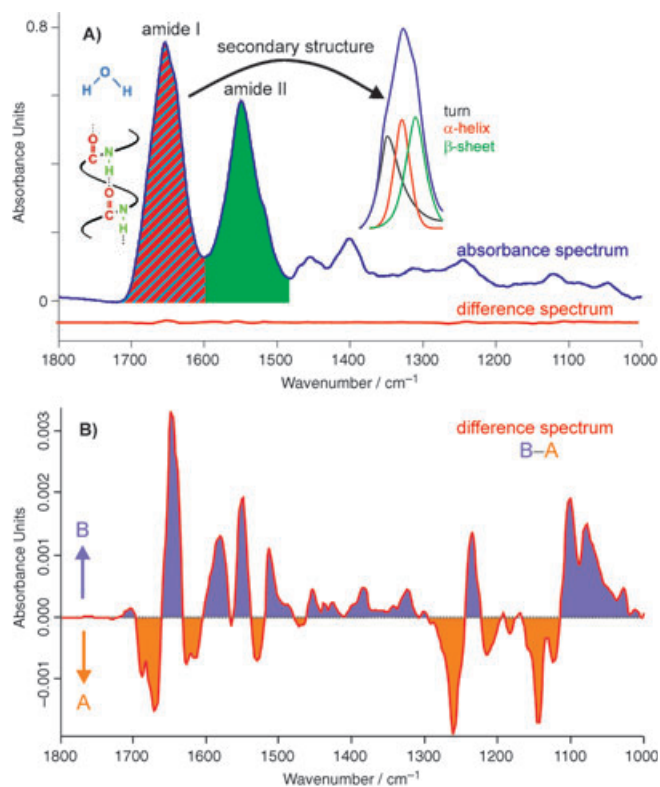 A)
amide I
secondary structure
amide II
turn
α-helix
β-sheet
absorbance spectrum
difference spectrum
O
H H
O
C N
H
O
C N
H
Absorbance Units
0.8
0
1800 1700 1600 1500 1400 1300 1200 1100 1000
Wavenumber / cm⁻¹
B)
difference spectrum
B–A
B
A
Absorbance Units
0.003
0.002
0.001
0.000
−0.001
1800 1700 1600 1500 1400 1300 1200 1100 1000
Wavenumber / cm⁻¹